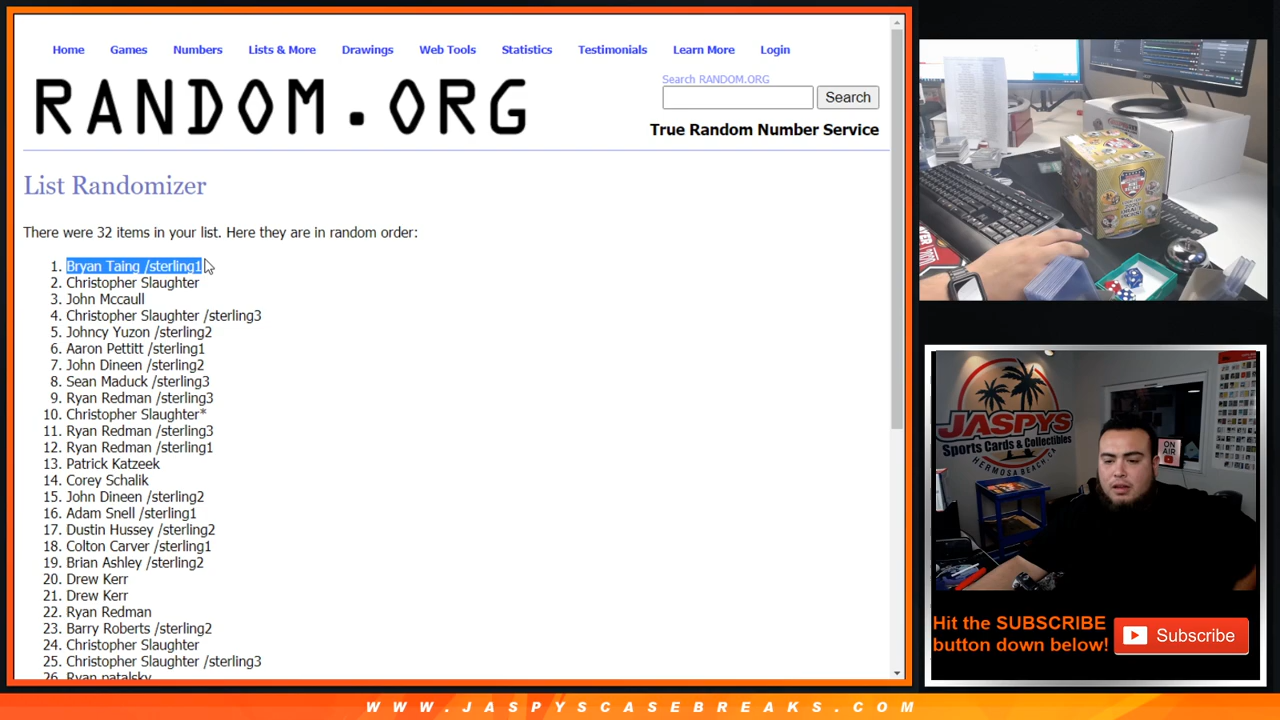 Home Games Numbers Lists & More Drawings Web Tools Statistics Testimonials Learn More Login
RANDOM.ORG
Search RANDOM.ORG
Search
True Random Number Service
List Randomizer
There were 32 items in your list. Here they are in random order:
1. Bryan Taing /sterling1
2. Christopher Slaughter
3. John Mccaull
4. Christopher Slaughter /sterling3
5. Johncy Yuzon /sterling2
6. Aaron Pettitt /sterling1
7. John Dineen /sterling2
8. Sean Maduck /sterling3
9. Ryan Redman /sterling3
10. Christopher Slaughter*
11. Ryan Redman /sterling3
12. Ryan Redman /sterling1
13. Patrick Katzeek
14. Corey Schalik
15. John Dineen /sterling2
16. Adam Snell /sterling1
17. Dustin Hussey /sterling2
18. Colton Carver /sterling1
19. Brian Ashley /sterling2
20. Drew Kerr
21. Drew Kerr
22. Ryan Redman
23. Barry Roberts /sterling2
24. Christopher Slaughter
25. Christopher Slaughter /sterling3
26. Ryan patalsky
JASPYS
Sports Cards & Collectibles
HERMOSA BEACH, CA
ON AIR
Hit the SUBSCRIBE
button down below!
Subscribe
WWW.JASPYSCASEBREAKS.COM